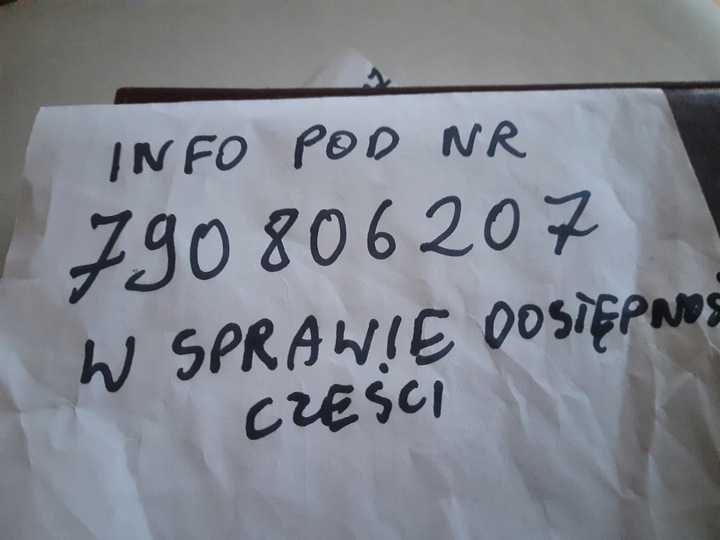 INFO POD NR
790 806 207
W SPRAWIE DOSTĘPNOŚ
CZĘŚCI